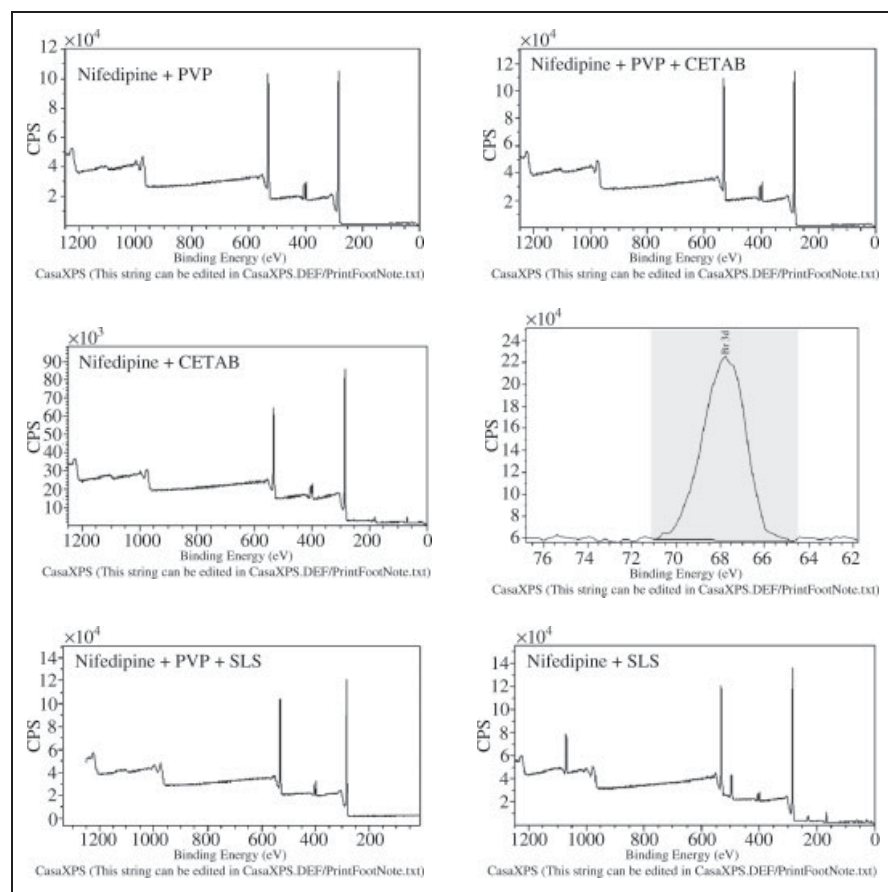 ×10⁴
12
10
8
6
4
2
CPS
Nifedipine + PVP
1200 1000 800 600 400 200 0
Binding Energy (eV)
CasaXPS (This string can be edited in CasaXPS.DEF/PrintFootNote.txt)
×10⁴
12
10
8
6
4
2
CPS
Nifedipine + PVP + CETAB
1200 1000 800 600 400 200 0
Binding Energy (eV)
CasaXPS (This string can be edited in CasaXPS.DEF/PrintFootNote.txt)
×10³
90
80
70
60
50
40
30
20
10
CPS
Nifedipine + CETAB
1200 1000 800 600 400 200 0
Binding Energy (eV)
CasaXPS (This string can be edited in CasaXPS.DEF/PrintFootNote.txt)
×10⁴
24
22
20
18
16
14
12
10
8
6
CPS
Br 3d
76 74 72 70 68 66 64 62
Binding Energy (eV)
CasaXPS (This string can be edited in CasaXPS.DEF/PrintFootNote.txt)
×10⁴
14
12
10
8
6
4
2
0
CPS
Nifedipine + PVP + SLS
1200 1000 800 600 400 200
Binding Energy (eV)
CasaXPS (This string can be edited in CasaXPS.DEF/PrintFootNote.txt)
×10⁴
14
12
10
8
6
4
2
CPS
Nifedipine + SLS
1200 1000 800 600 400 200 0
Binding Energy (eV)
CasaXPS (This string can be edited in CasaXPS.DEF/PrintFootNote.txt)